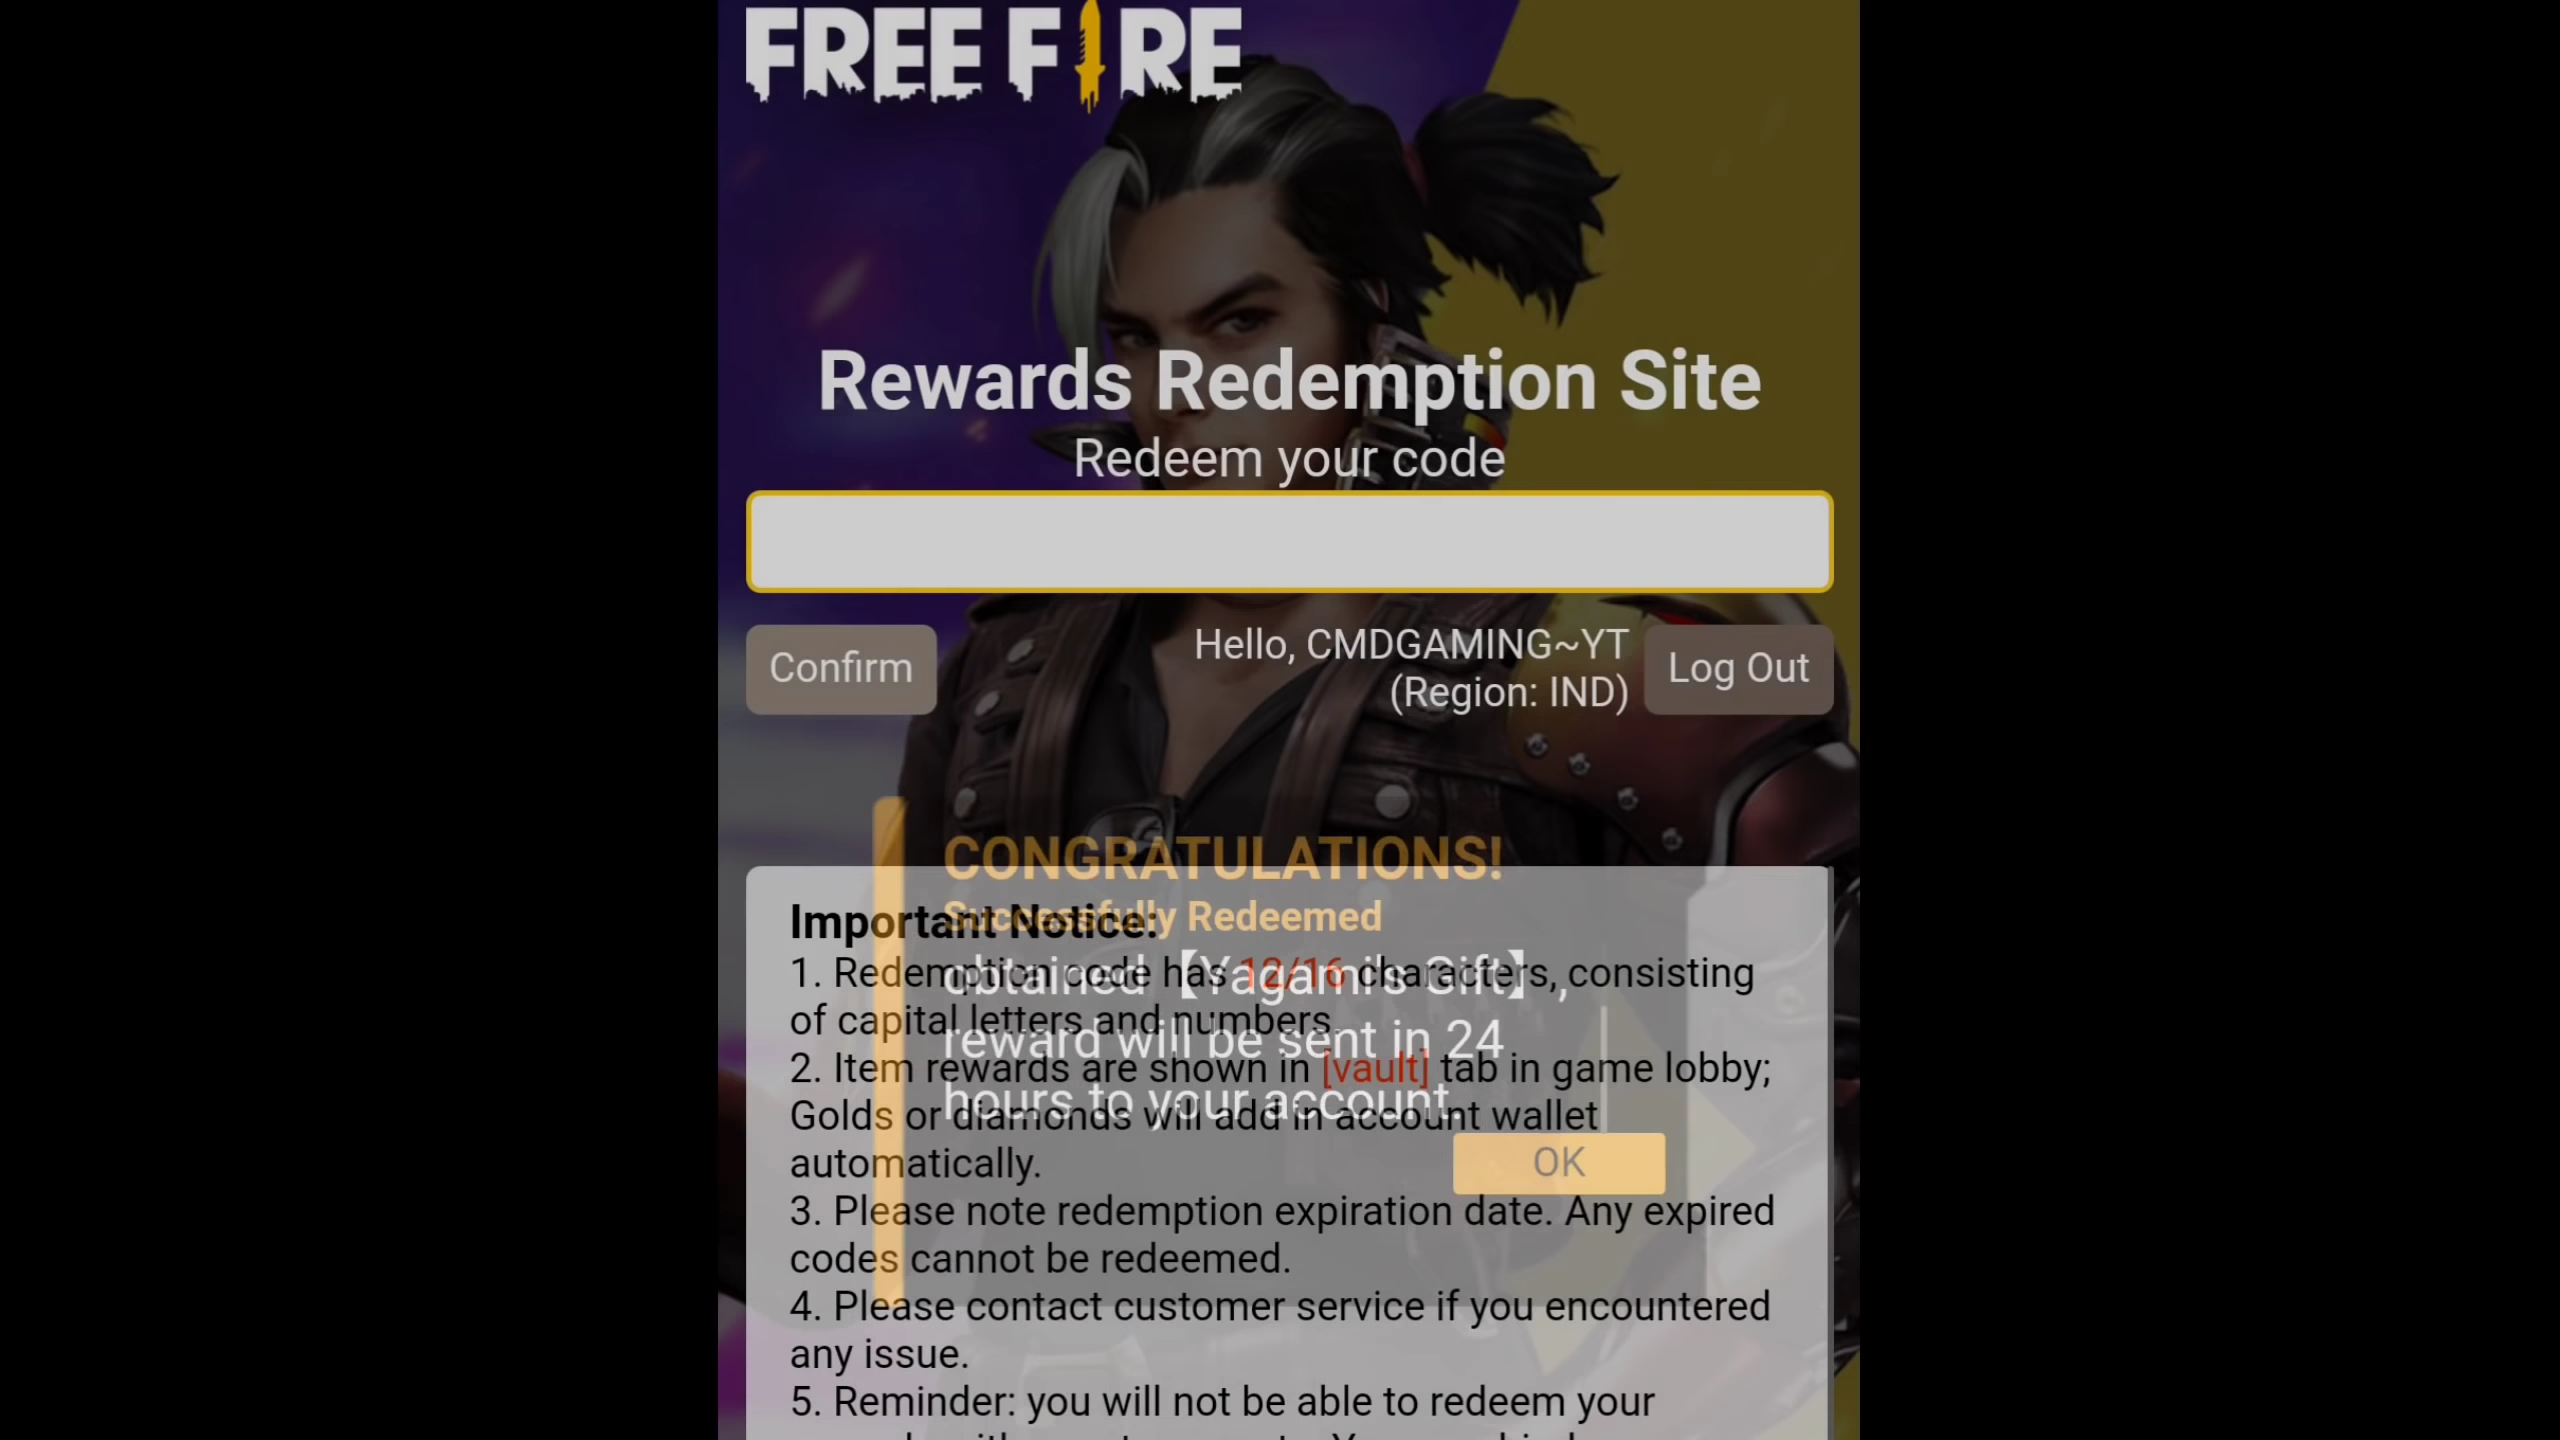 FREE FIRE
Rewards Redemption Site
Redeem your code
Confirm
Hello, CMDGAMING~YT
(Region: IND)
Log Out
CONGRATULATIONS!
Successfully Redeemed
obtained【Yagami's Gift】,
reward will be sent in 24
hours to your account.
OK
Important Notice:
1. Redemption code has 12/16 characters, consisting
of capital letters and numbers
2. Item rewards are shown in [vault] tab in game lobby;
Golds or diamonds will add in account wallet
automatically.
3. Please note redemption expiration date. Any expired
codes cannot be redeemed.
4. Please contact customer service if you encountered
any issue.
5. Reminder: you will not be able to redeem your